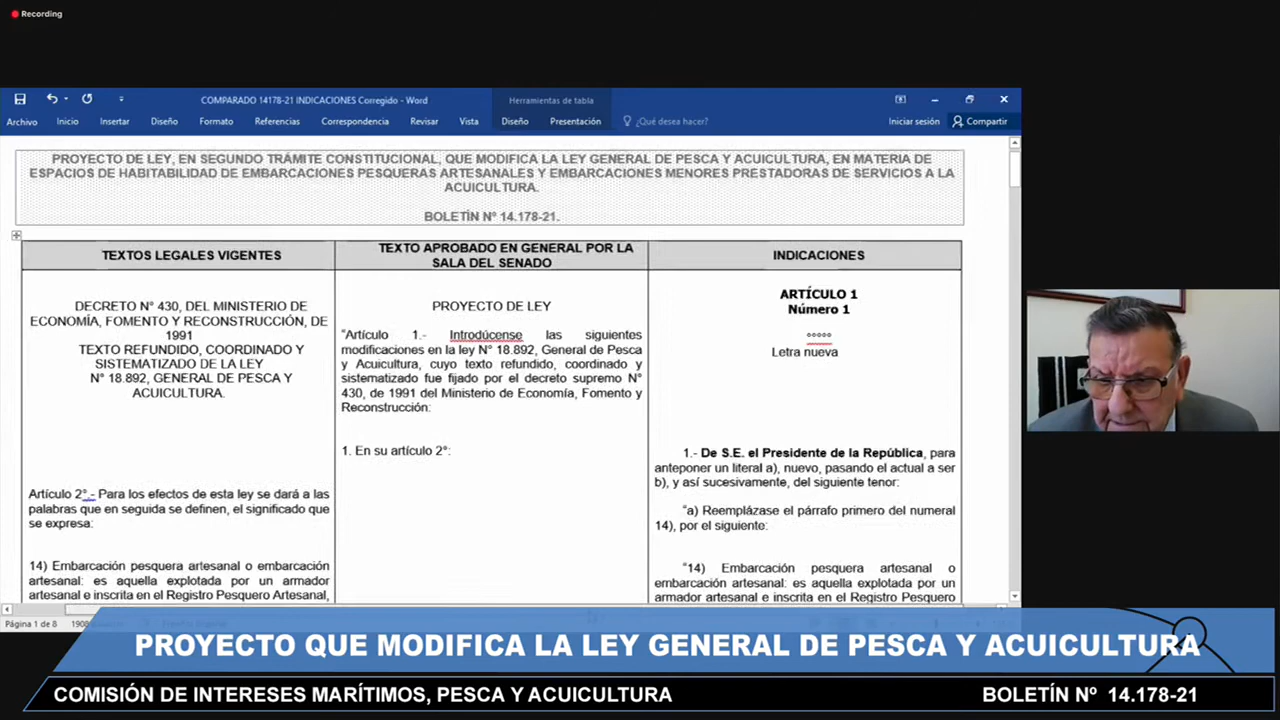 Recording
COMPARADO 14178-21 INDICACIONES Corregido - Word
Herramientas de tabla
Archivo Inicio Insertar Diseño Formato Referencias Correspondencia Revisar Vista Diseño Presentación ¿Qué desea hacer? Iniciar sesión Compartir
PROYECTO DE LEY, EN SEGUNDO TRÁMITE CONSTITUCIONAL, QUE MODIFICA LA LEY GENERAL DE PESCA Y ACUICULTURA, EN MATERIA DE
ESPACIOS DE HABITABILIDAD DE EMBARCACIONES PESQUERAS ARTESANALES Y EMBARCACIONES MENORES PRESTADORAS DE SERVICIOS A LA
ACUICULTURA.
BOLETÍN Nº 14.178-21.
TEXTOS LEGALES VIGENTES
DECRETO N° 430, DEL MINISTERIO DE
ECONOMÍA, FOMENTO Y RECONSTRUCCIÓN, DE
1991
TEXTO REFUNDIDO, COORDINADO Y
SISTEMATIZADO DE LA LEY
N° 18.892, GENERAL DE PESCA Y
ACUICULTURA.
Artículo 2°.- Para los efectos de esta ley se dará a las
palabras que en seguida se definen, el significado que
se expresa:
14) Embarcación pesquera artesanal o embarcación
artesanal: es aquella explotada por un armador
artesanal e inscrita en el Registro Pesquero Artesanal,
TEXTO APROBADO EN GENERAL POR LA
SALA DEL SENADO
PROYECTO DE LEY
“Artículo 1.- Introdúcense las siguientes
modificaciones en la ley N° 18.892, General de Pesca
y Acuicultura, cuyo texto refundido, coordinado y
sistematizado fue fijado por el decreto supremo N°
430, de 1991 del Ministerio de Economía, Fomento y
Reconstrucción:
1. En su artículo 2°:
INDICACIONES
ARTÍCULO 1
Número 1
°°°°°
Letra nueva
1.- De S.E. el Presidente de la República, para
anteponer un literal a), nuevo, pasando el actual a ser
b), y así sucesivamente, del siguiente tenor:
“a) Reemplázase el párrafo primero del numeral
14), por el siguiente:
“14) Embarcación pesquera artesanal o
embarcación artesanal: es aquella explotada por un
armador artesanal e inscrita en el Registro Pesquero
Página 1 de 8
PROYECTO QUE MODIFICA LA LEY GENERAL DE PESCA Y ACUICULTURA
COMISIÓN DE INTERESES MARÍTIMOS, PESCA Y ACUICULTURA
BOLETÍN Nº 14.178-21